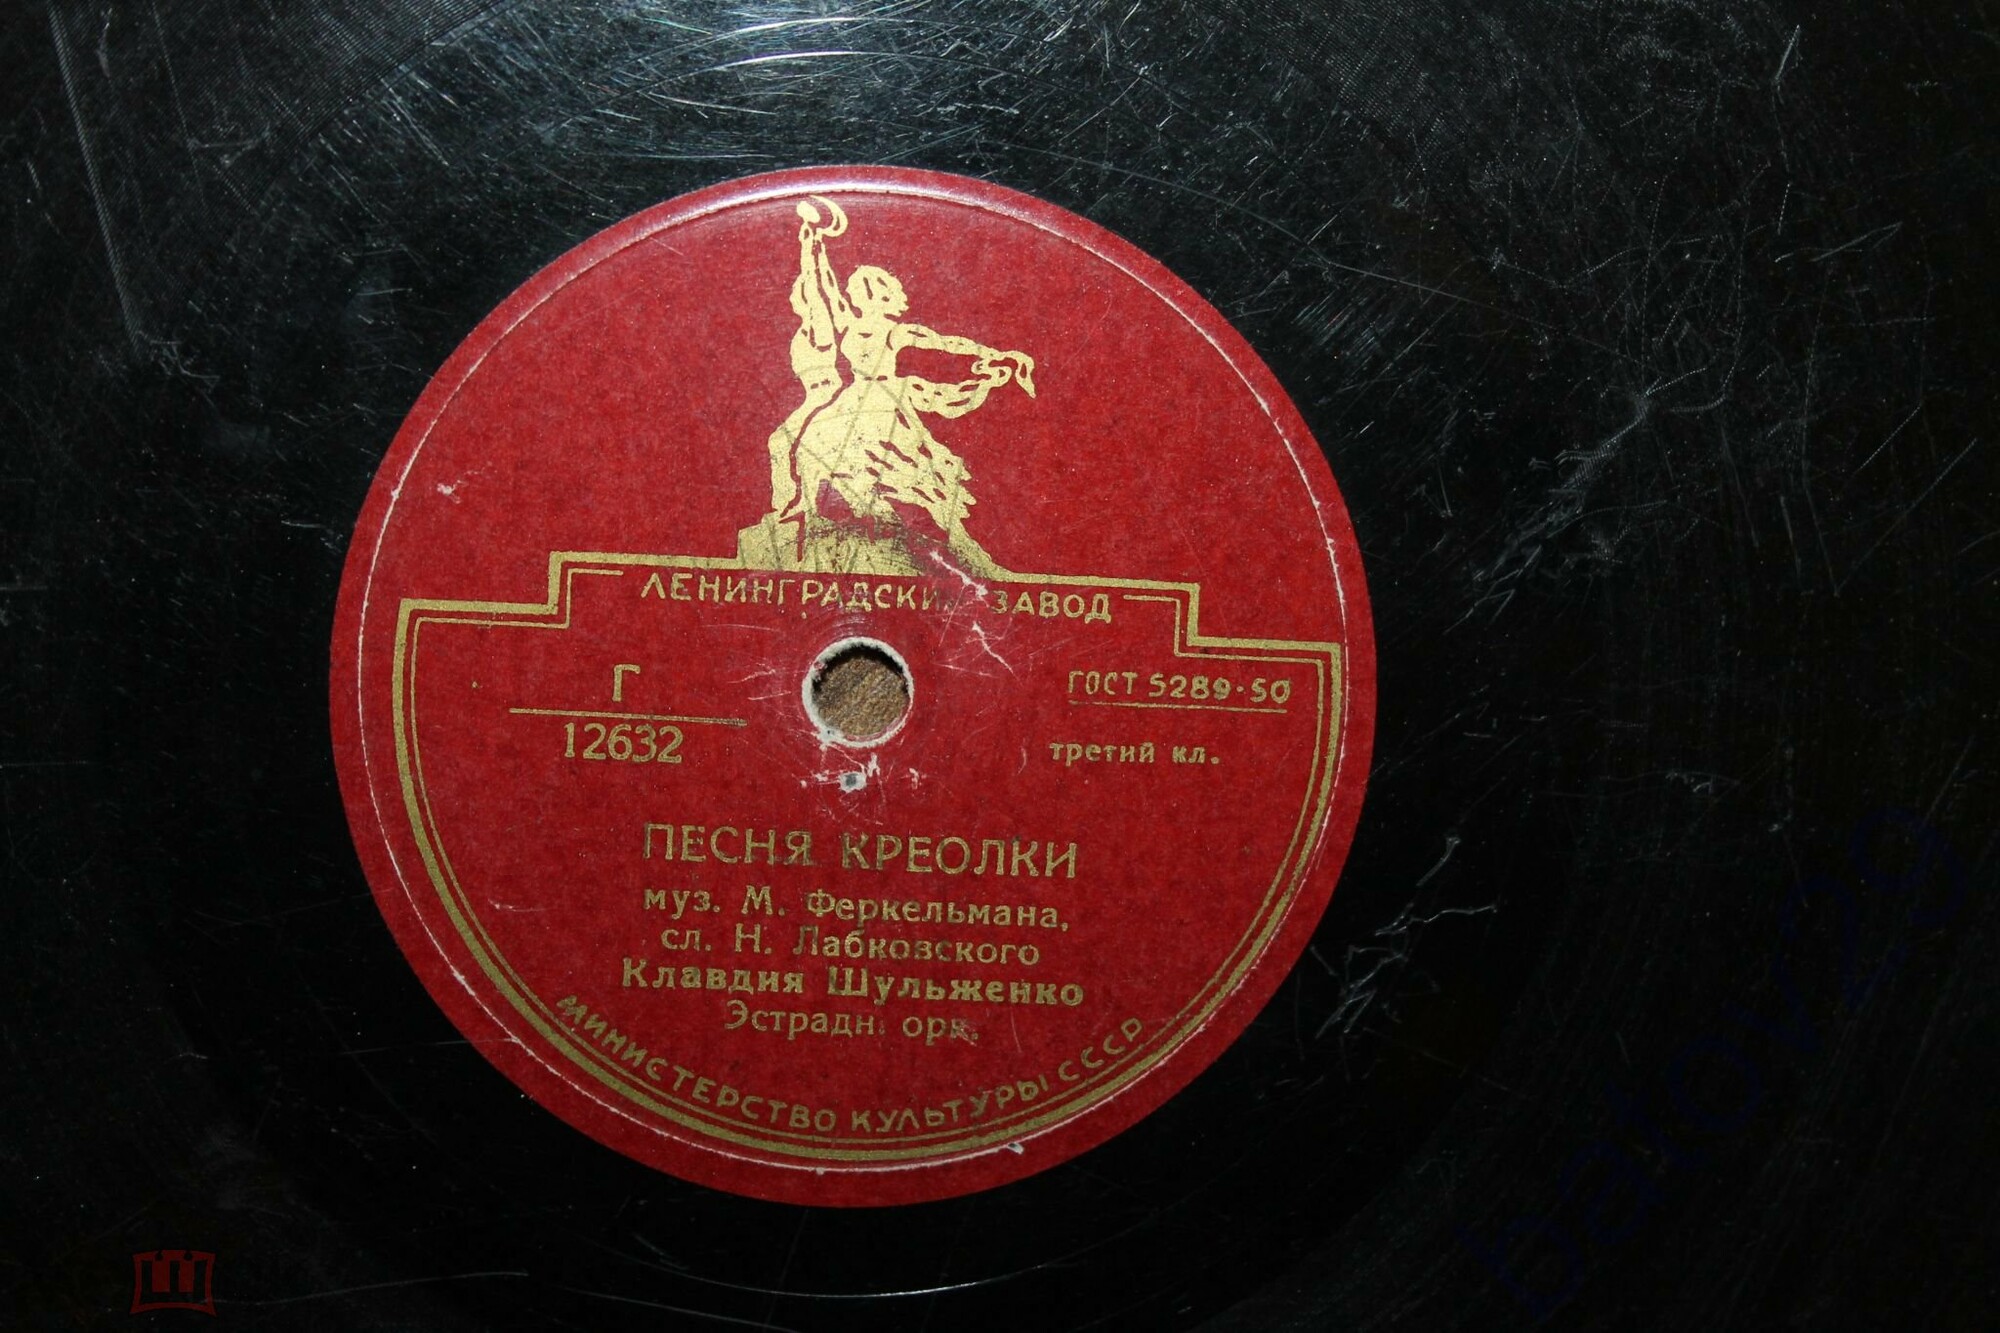 ЛЕНИНГРАДСКИЙ ЗАВОД
Г
12632
ГОСТ 5289-50
третий кл.
ПЕСНЯ КРЕОЛКИ
муз. М. Феркельмана,
сл. Н. Лабковского
Клавдия Шульженко
Эстрадн. орк.
МИНИСТЕРСТВО КУЛЬТУРЫ СССР
Ш